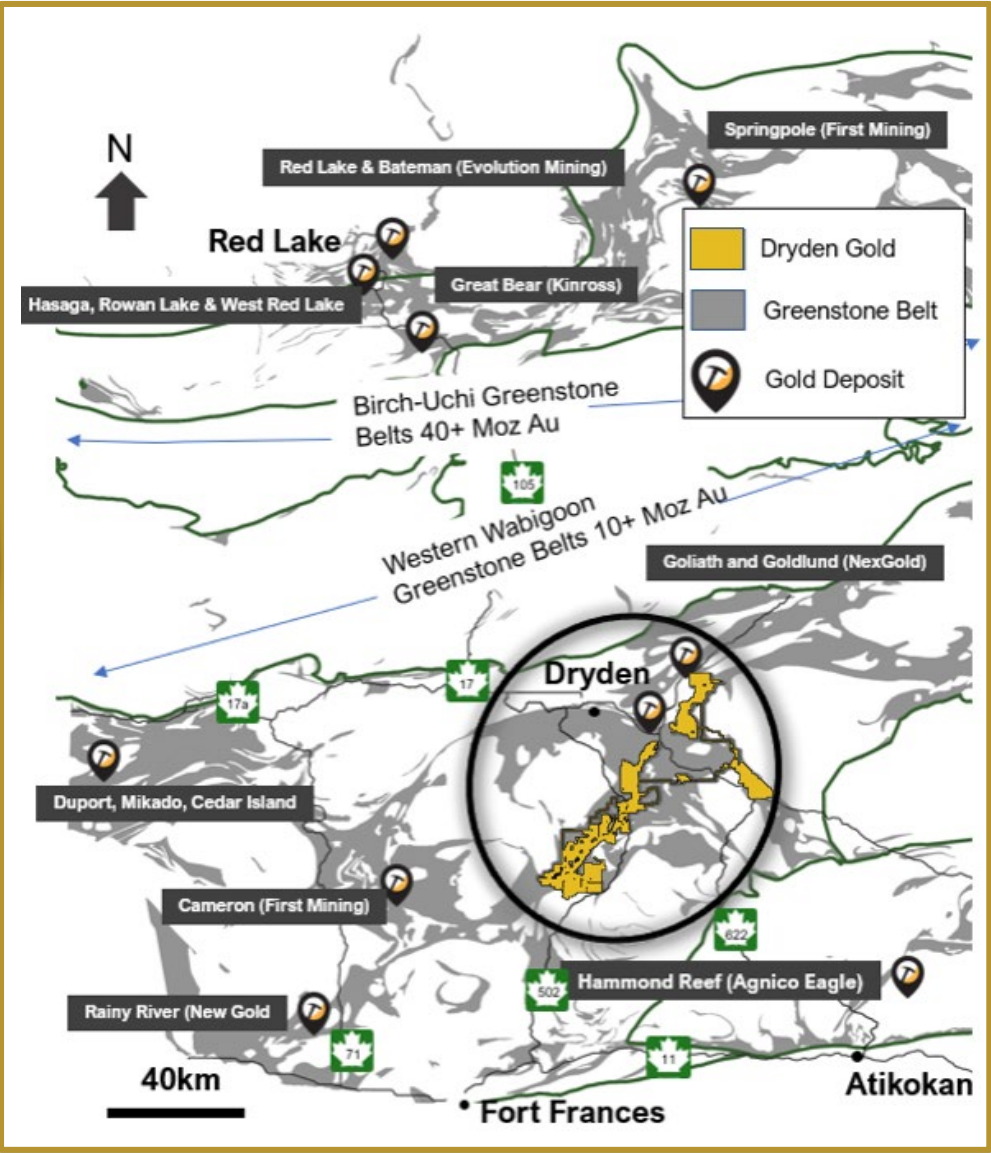 N
Springpole (First Mining)
Red Lake & Bateman (Evolution Mining)
Red Lake
Great Bear (Kinross)
Hasaga, Rowan Lake & West Red Lake
Dryden Gold
Greenstone Belt
Gold Deposit
Birch-Uchi Greenstone
Belts 40+ Moz Au
105
Western Wabigoon
Greenstone Belts 10+ Moz Au
Goliath and Goldlund (NexGold)
Dryden
17
17a
Duport, Mikado, Cedar Island
Cameron (First Mining)
622
Hammond Reef (Agnico Eagle)
502
Rainy River (New Gold
71
11
40km
Atikokan
Fort Frances